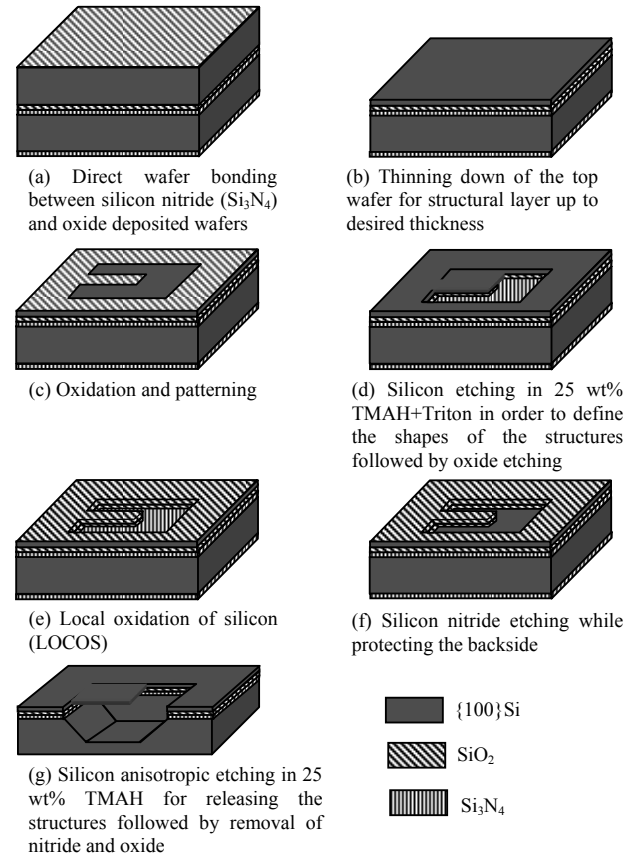 (a) Direct wafer bonding
between silicon nitride (Si₃N₄)
and oxide deposited wafers
(b) Thinning down of the top
wafer for structural layer up to
desired thickness
(c) Oxidation and patterning
(d) Silicon etching in 25 wt%
TMAH+Triton in order to define
the shapes of the structures
followed by oxide etching
(e) Local oxidation of silicon
(LOCOS)
(f) Silicon nitride etching while
protecting the backside
(g) Silicon anisotropic etching in 25
wt% TMAH for releasing the
structures followed by removal of
nitride and oxide
{100}Si
SiO₂
Si₃N₄